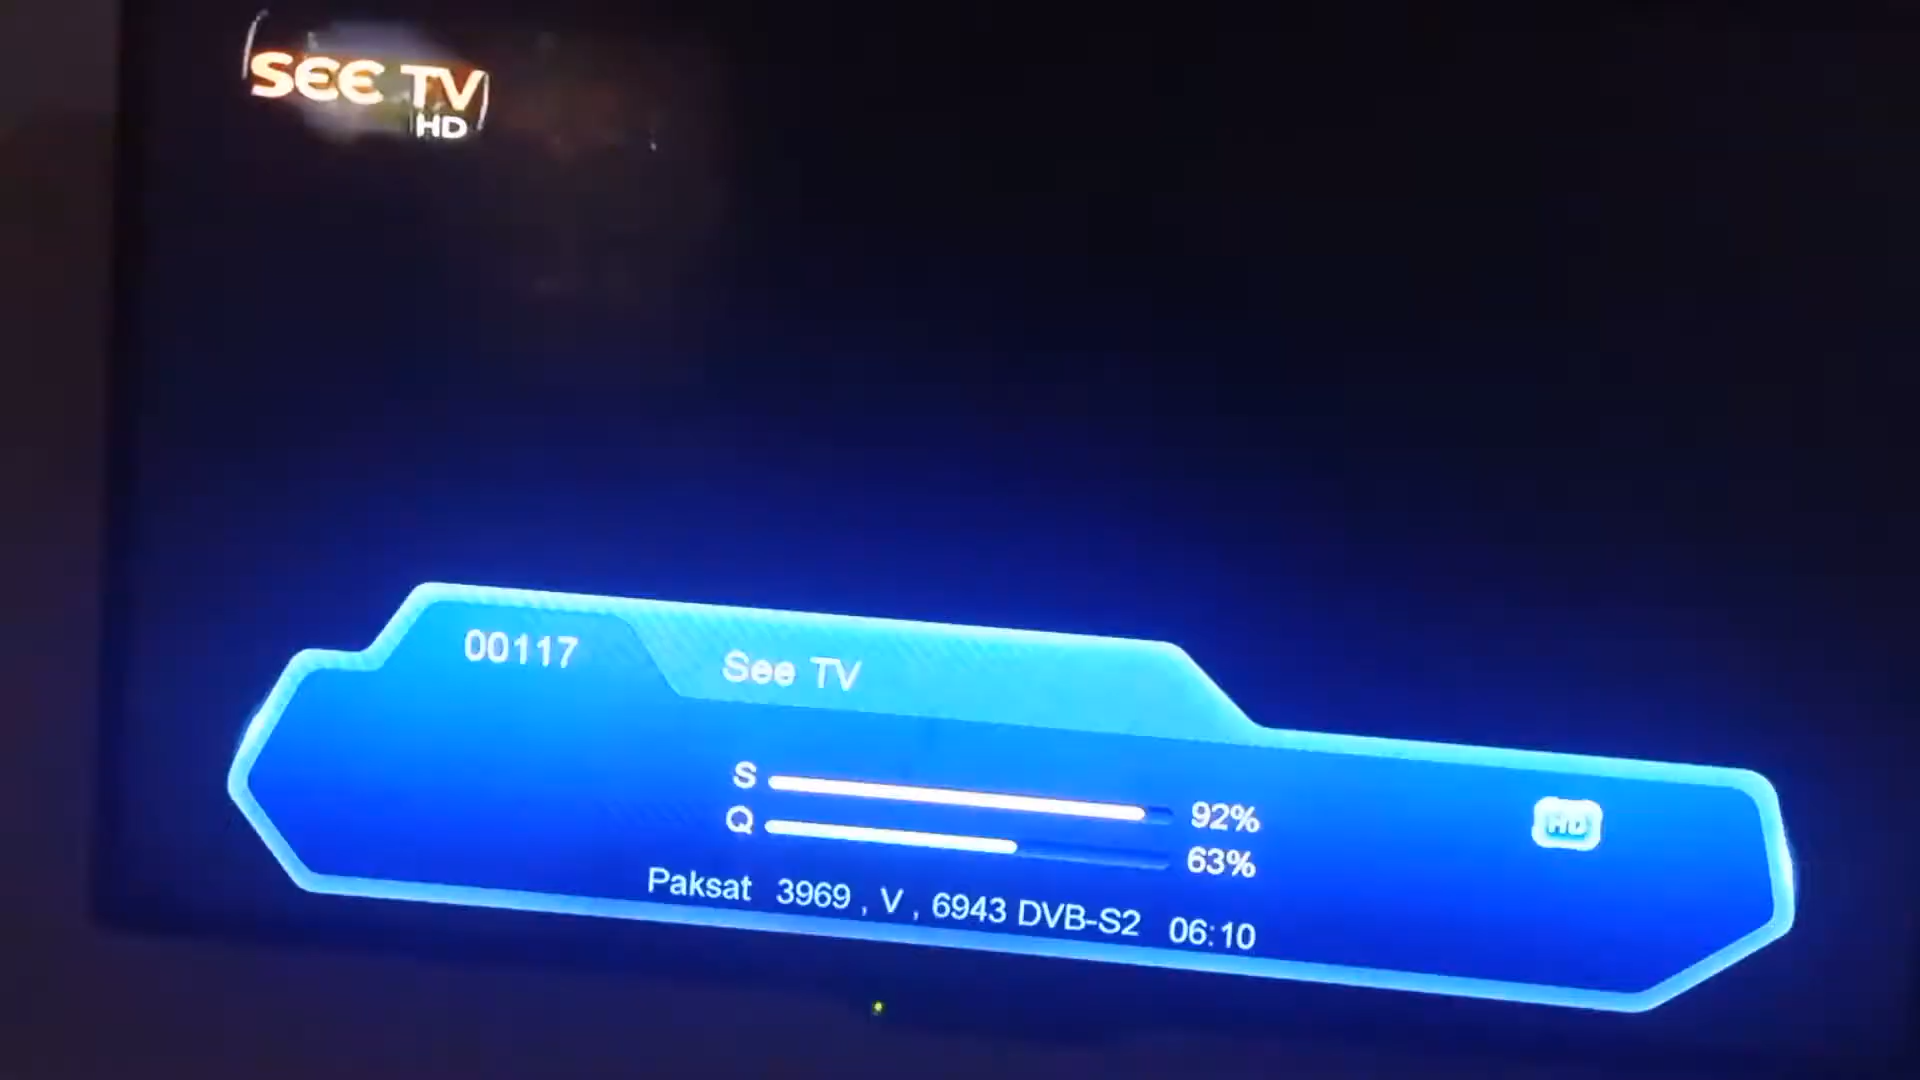 SEE TV
HD
00117 See TV
S 92%
Q 63%
HD
Paksat 3969 , V , 6943 DVB-S2 06:10